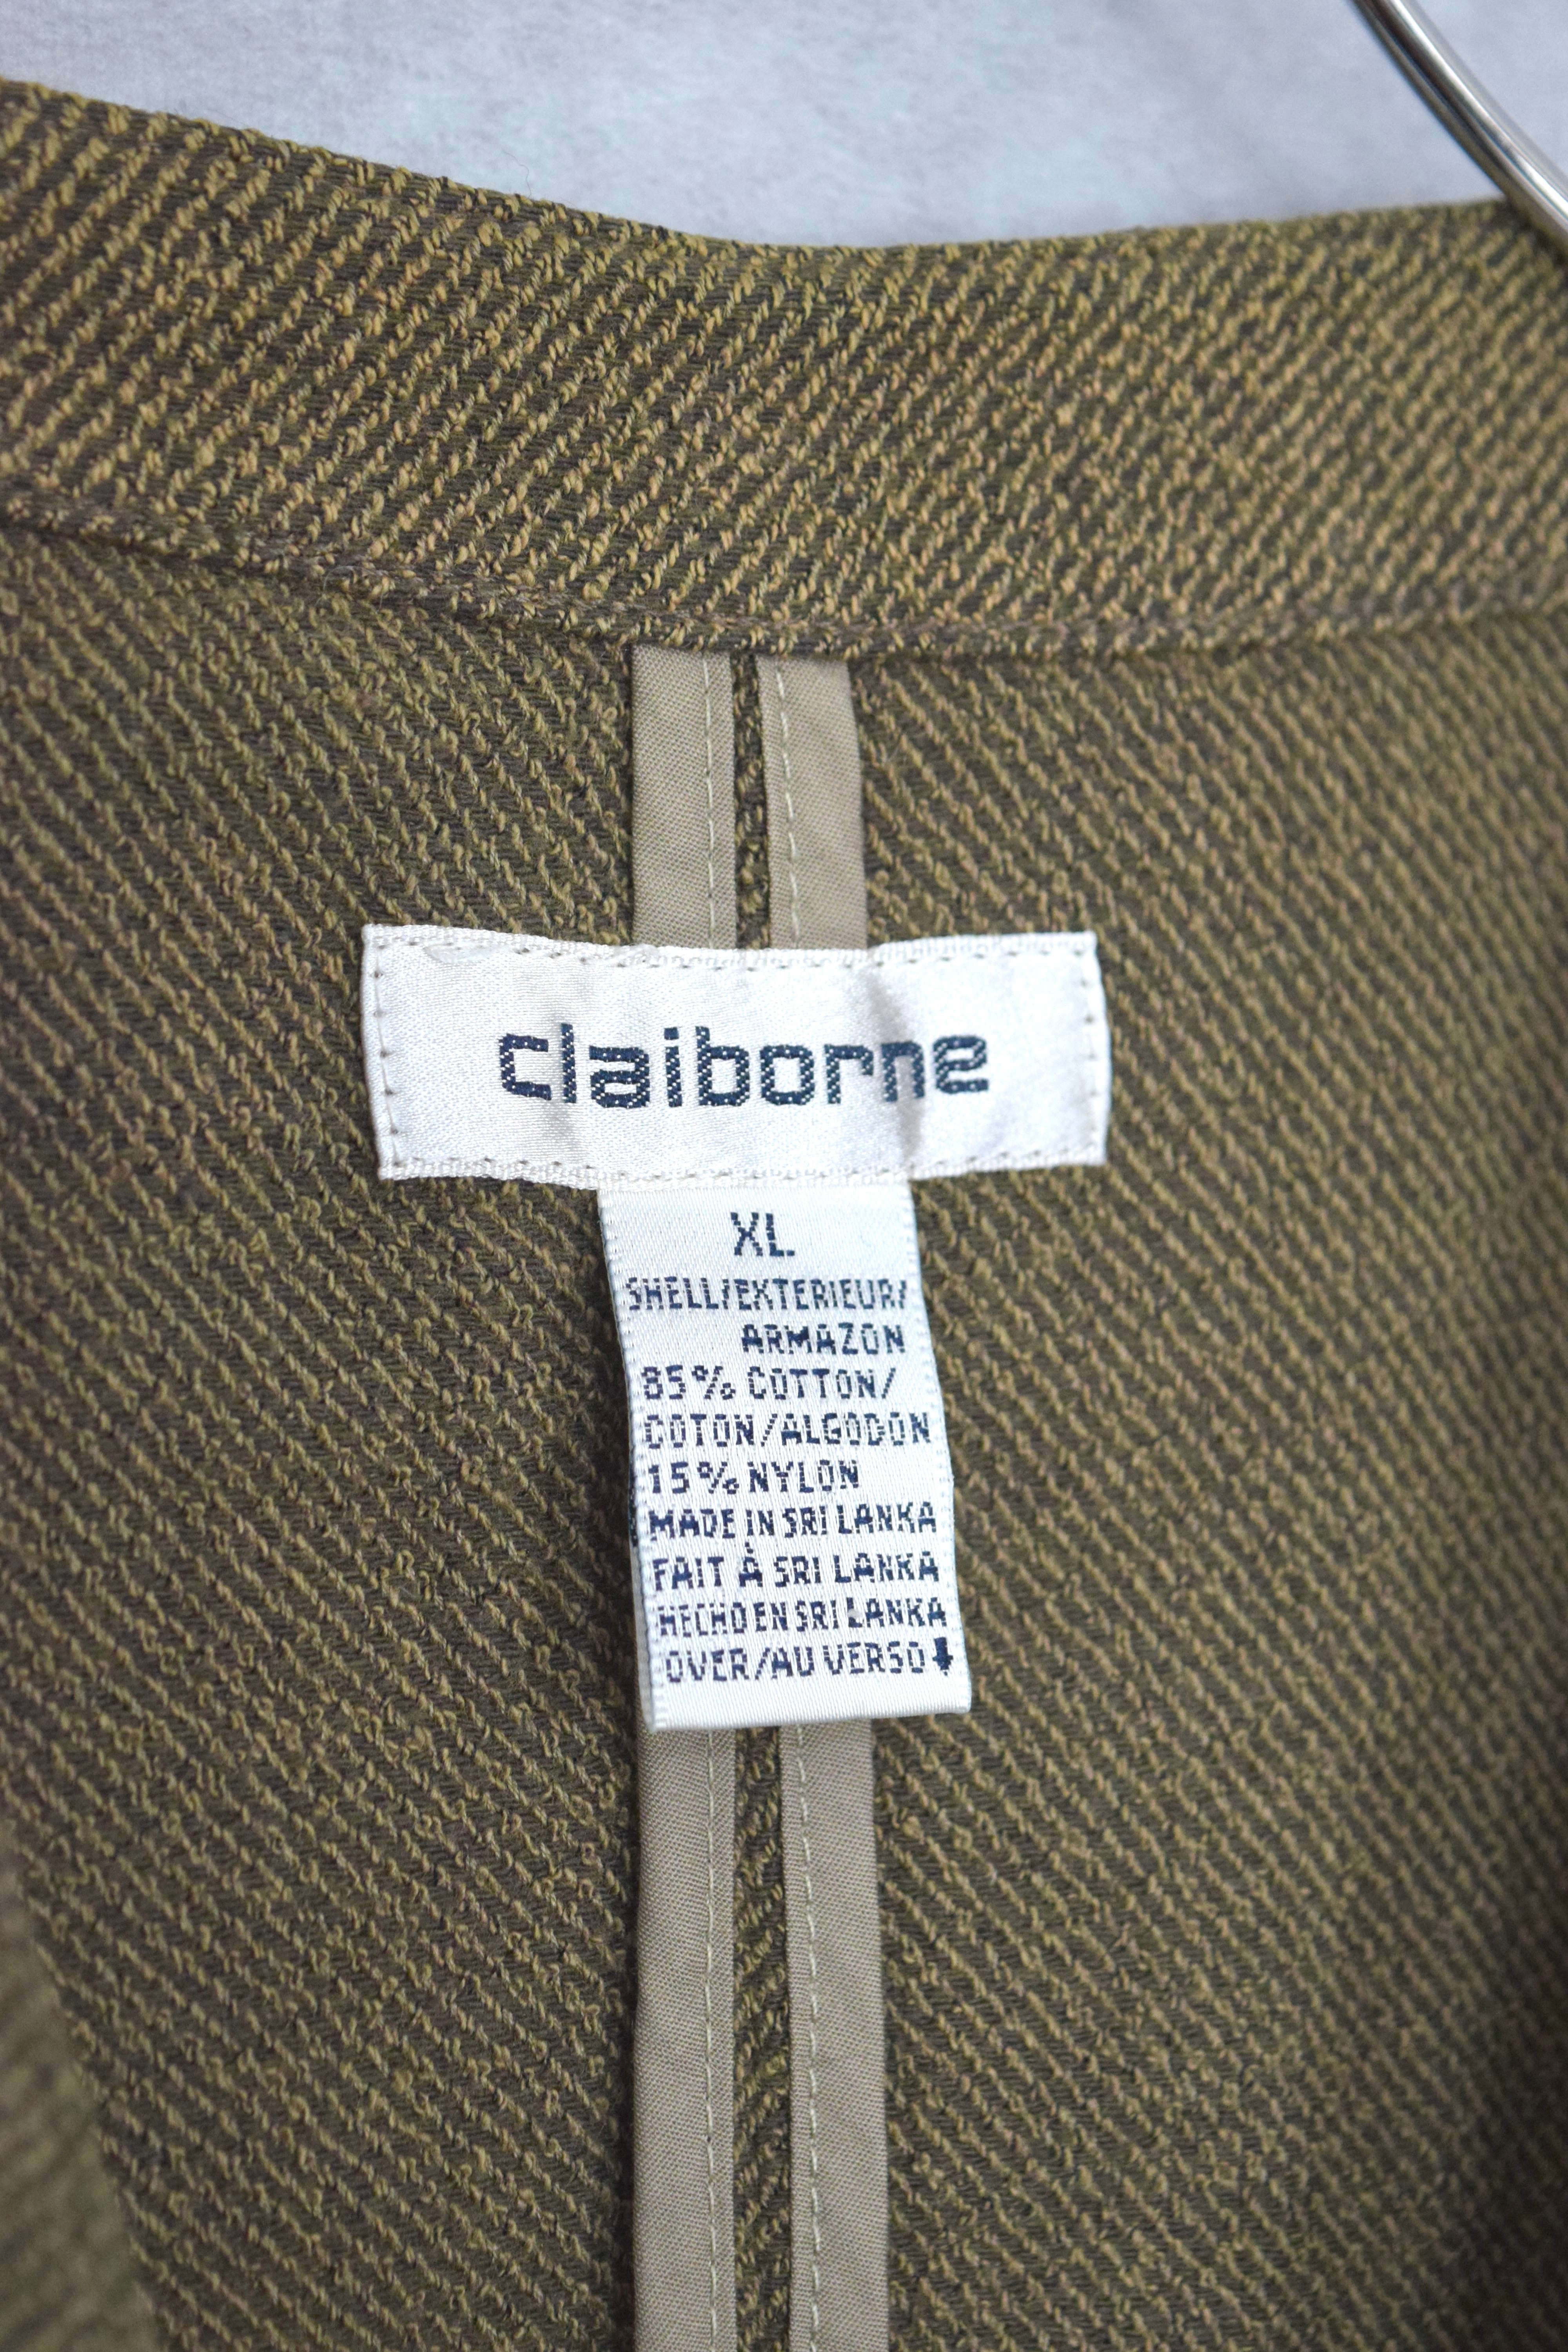 claiborne
XL
SHELL/EXTERIEUR/
ARMAZON
85% COTTON/
COTON/ALGODON
15% NYLON
MADE IN SRI LANKA
FAIT À SRI LANKA
HECHO EN SRI LANKA
OVER/AU VERSO